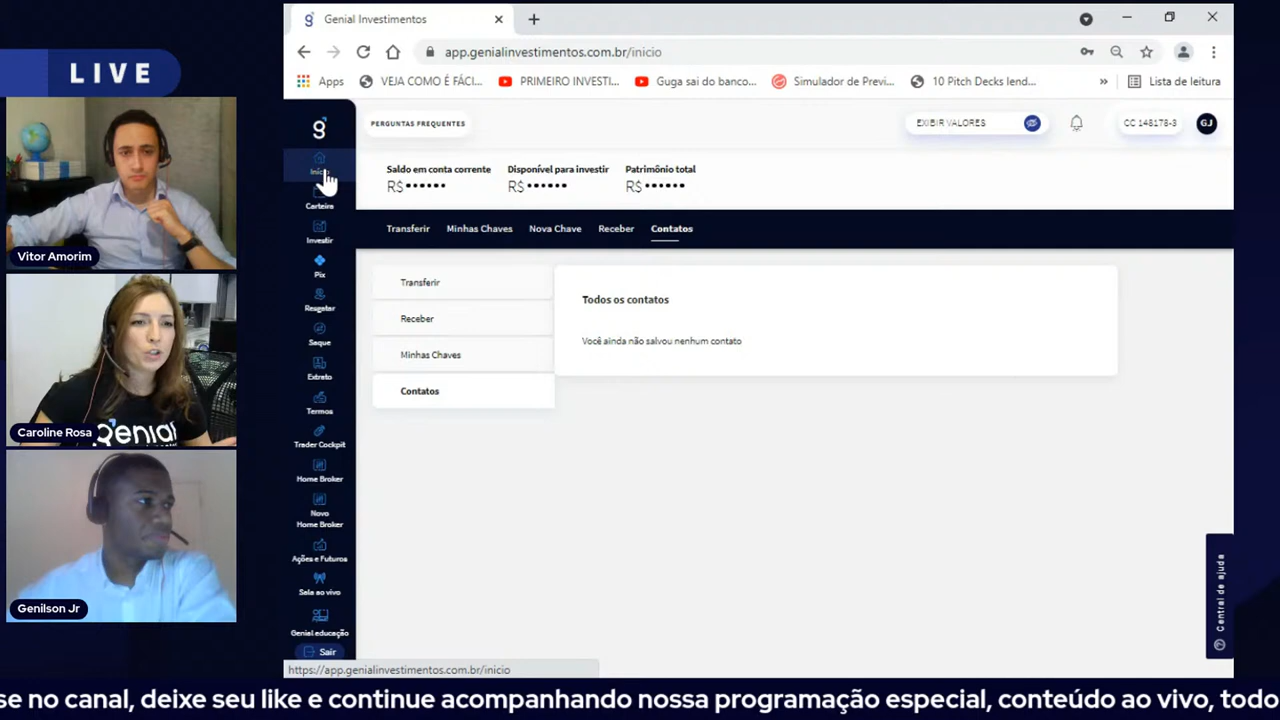 LIVE
Vitor Amorim
Caroline Rosa
genial
Genilson Jr
Genial Investimentos
app.genialinvestimentos.com.br/inicio
Apps
VEJA COMO É FÁCI...
PRIMEIRO INVESTI...
Guga sai do banco...
Simulador de Previ...
10 Pitch Decks lend...
»
Lista de leitura
g
PERGUNTAS FREQUENTES
EXIBIR VALORES
CC 148178-3
GJ
Saldo em conta corrente
R$ ••••••
Disponível para investir
R$ ••••••
Patrimônio total
R$ ••••••
Início
Carteira
Investir
Pix
Resgatar
Saque
Extrato
Termos
Trader Cockpit
Home Broker
Novo
Home Broker
Ações e Futuros
Sala ao vivo
Genial educação
Sair
Transferir Minhas Chaves Nova Chave Receber Contatos
Transferir
Receber
Minhas Chaves
Contatos
Todos os contatos
Você ainda não salvou nenhum contato
Central de ajuda
https://app.genialinvestimentos.com.br/inicio
se no canal, deixe seu like e continue acompanhando nossa programação especial, conteúdo ao vivo, todo